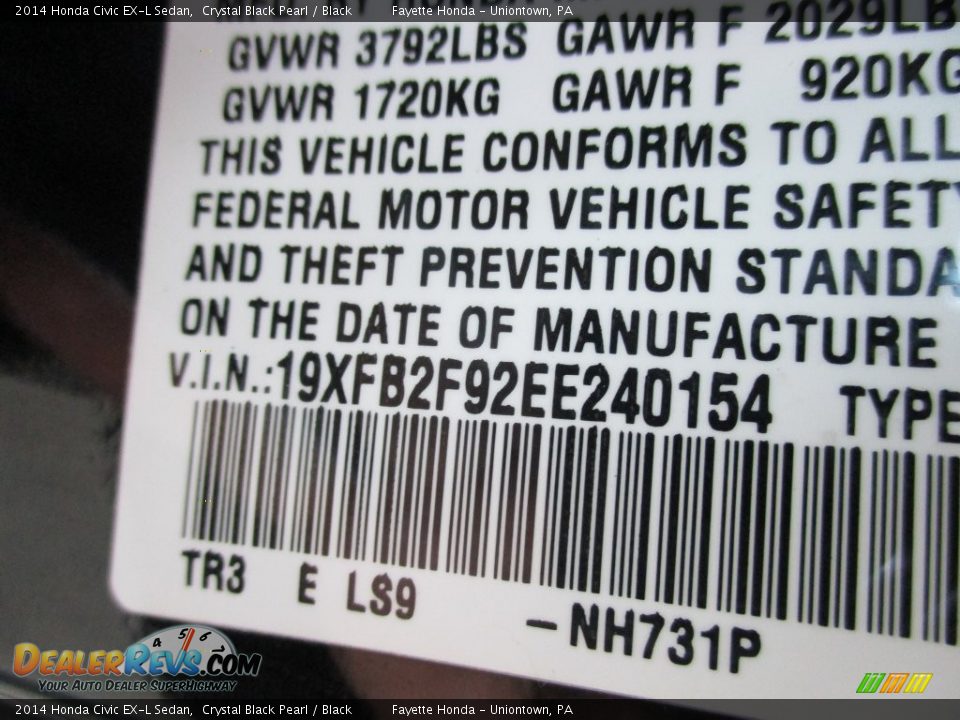 2014 Honda Civic EX-L Sedan, Crystal Black Pearl / Black Fayette Honda - Uniontown, PA
GVWR 3792LBS GAWR F 2029LB
GVWR 1720KG GAWR F 920KG
THIS VEHICLE CONFORMS TO ALL
FEDERAL MOTOR VEHICLE SAFETY
AND THEFT PREVENTION STANDA
ON THE DATE OF MANUFACTURE
V.I.N.:19XFB2F92EE240154 TYPE
TR3 E LS9
-NH731P
DEALERREVS.COM
YOUR AUTO DEALER SUPERHIGHWAY
2014 Honda Civic EX-L Sedan, Crystal Black Pearl / Black Fayette Honda - Uniontown, PA